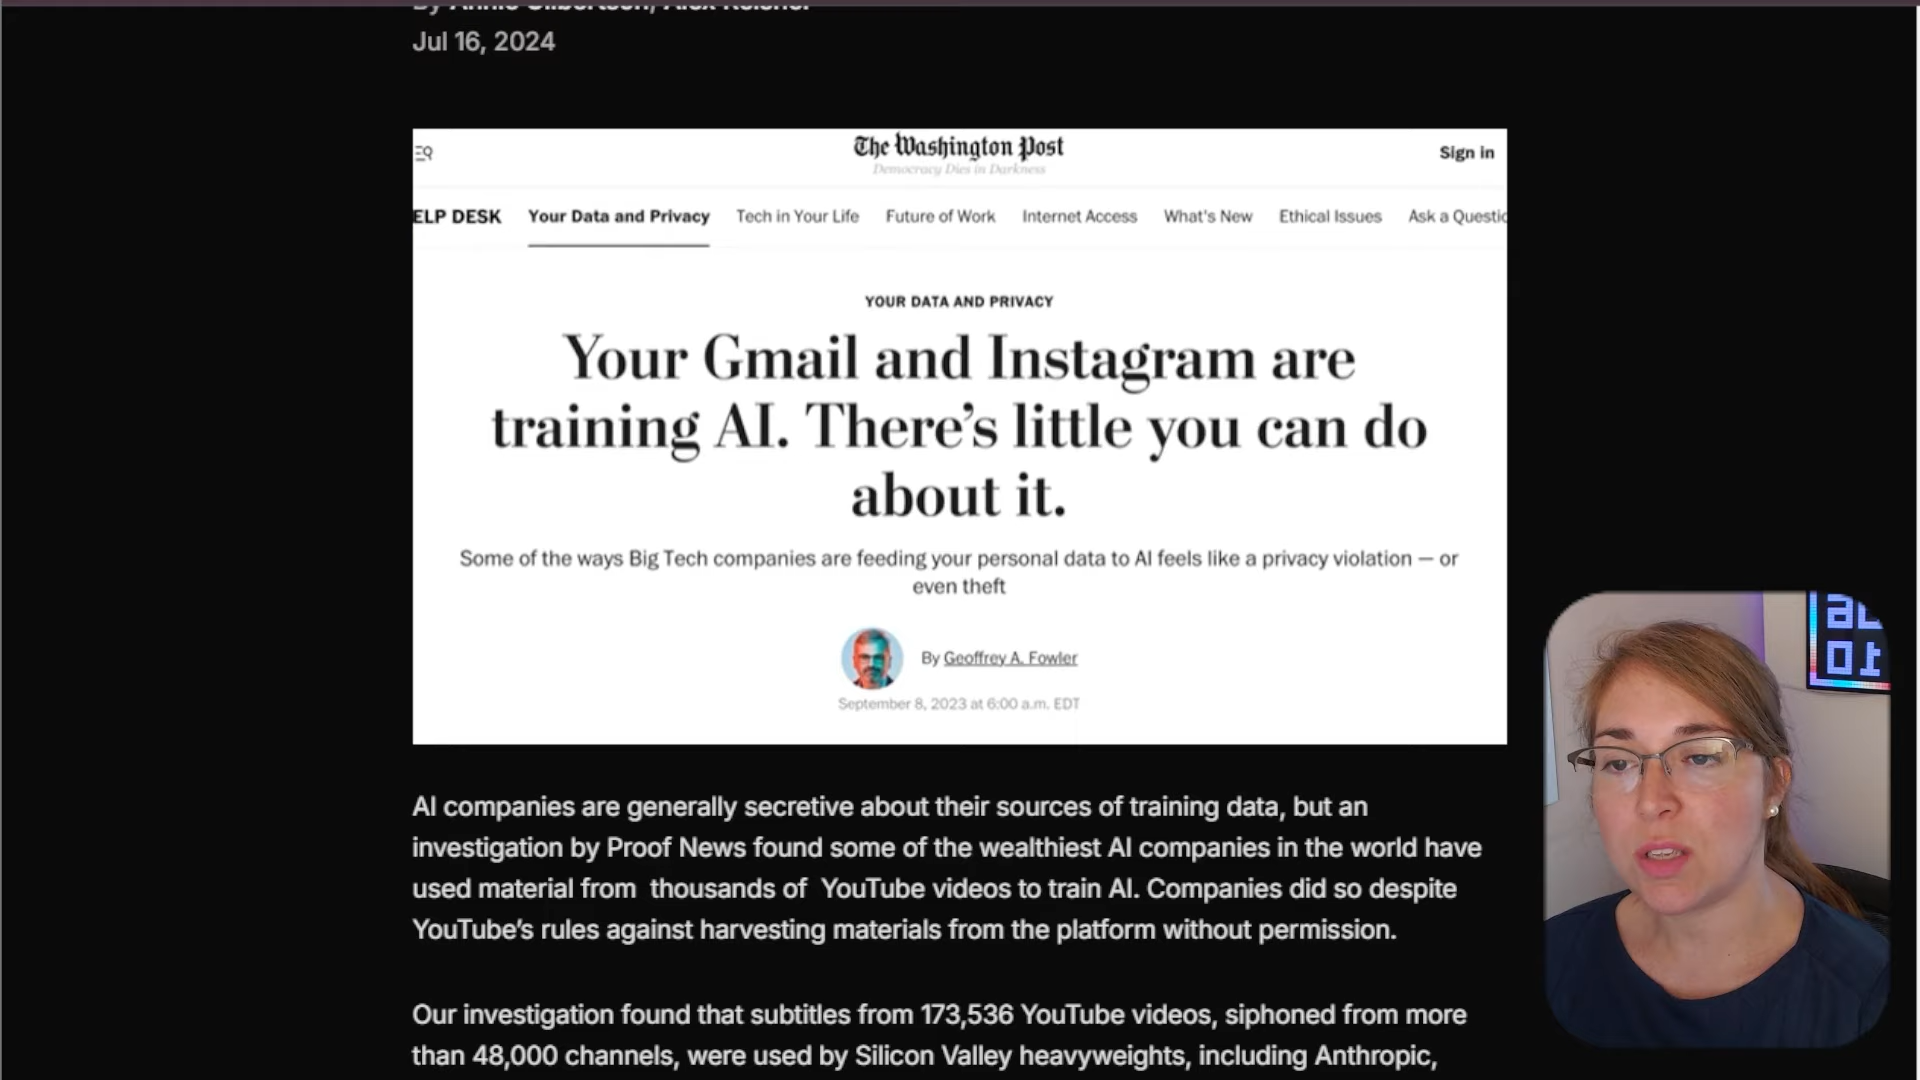 Jul 16, 2024
The Washington Post
Democracy Dies in Darkness
Sign in
ELP DESK Your Data and Privacy Tech in Your Life Future of Work Internet Access What's New Ethical Issues Ask a Questio
YOUR DATA AND PRIVACY
Your Gmail and Instagram are
training AI. There’s little you can do
about it.
Some of the ways Big Tech companies are feeding your personal data to AI feels like a privacy violation — or
even theft
By Geoffrey A. Fowler
September 8, 2023 at 6:00 a.m. EDT
AI companies are generally secretive about their sources of training data, but an
investigation by Proof News found some of the wealthiest AI companies in the world have
used material from thousands of YouTube videos to train AI. Companies did so despite
YouTube’s rules against harvesting materials from the platform without permission.
Our investigation found that subtitles from 173,536 YouTube videos, siphoned from more
than 48,000 channels, were used by Silicon Valley heavyweights, including Anthropic,